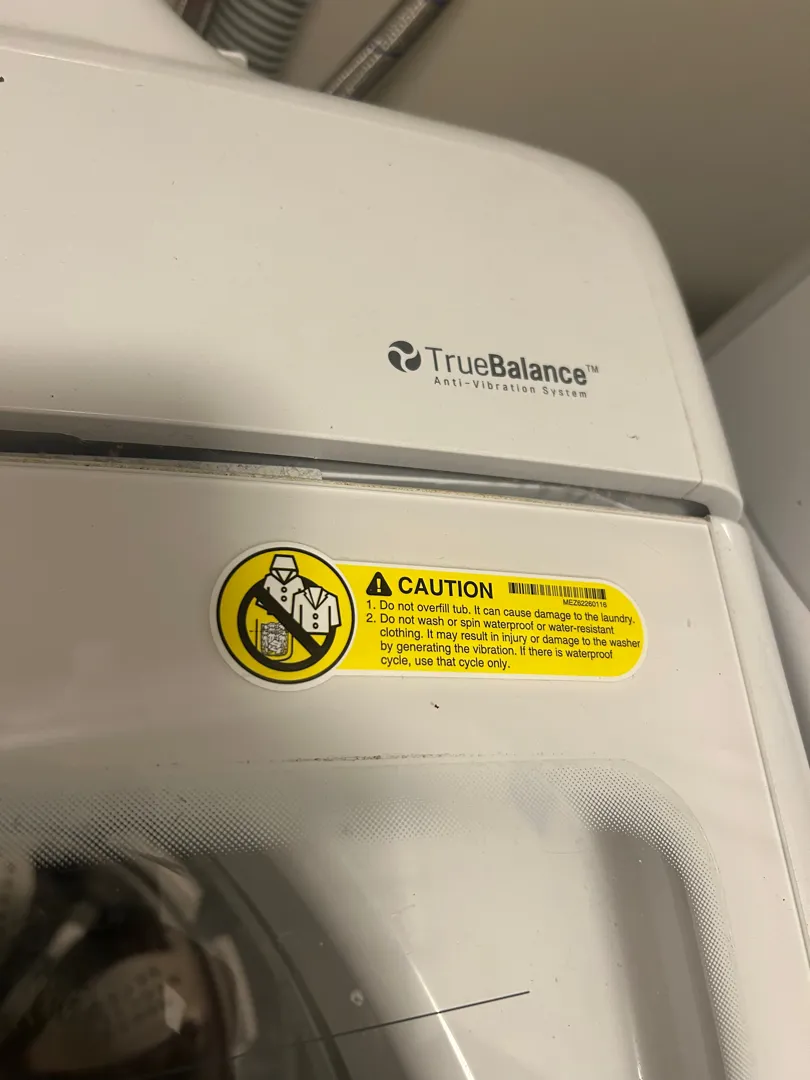 TrueBalance™
Anti-Vibration System
CAUTION
MEZ62260116
1. Do not overfill tub. It can cause damage to the laundry.
2. Do not wash or spin waterproof or water-resistant
clothing. It may result in injury or damage to the washer
by generating the vibration. If there is waterproof
cycle, use that cycle only.